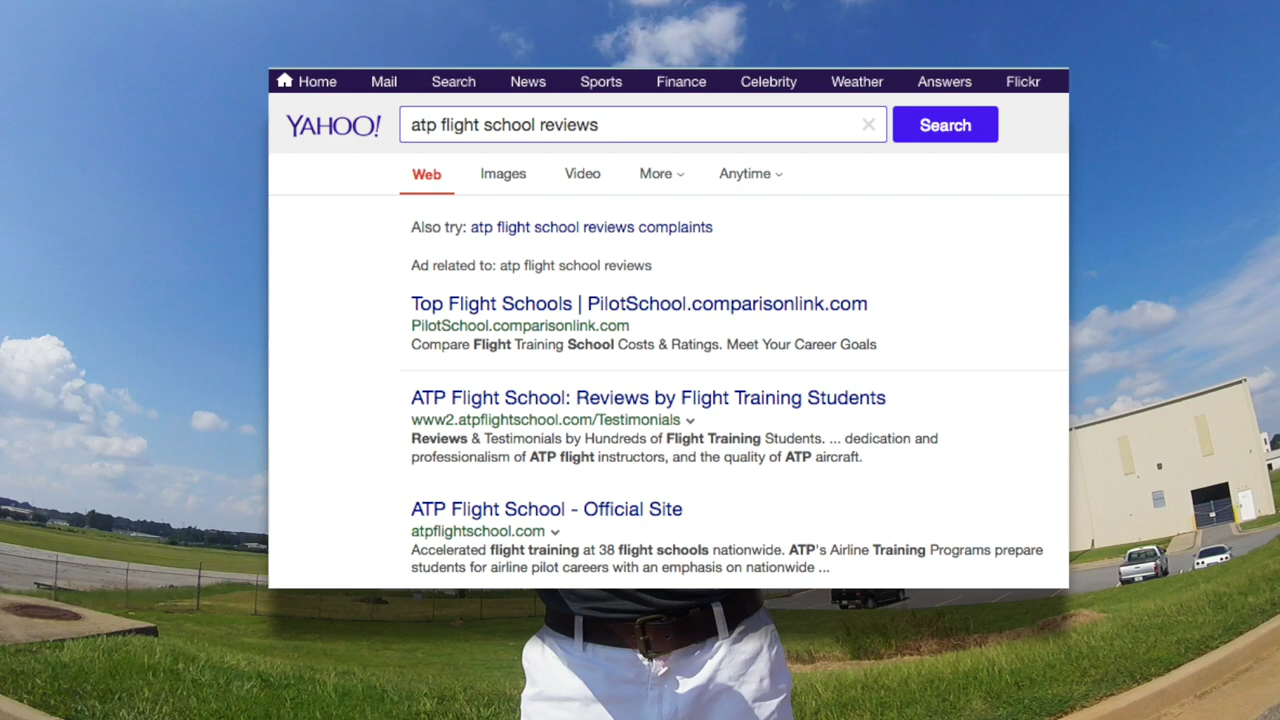 Home Mail Search News Sports Finance Celebrity Weather Answers Flickr
YAHOO! atp flight school reviews Search
Web Images Video More Anytime
Also try: atp flight school reviews complaints
Ad related to: atp flight school reviews
Top Flight Schools | PilotSchool.comparisonlink.com
PilotSchool.comparisonlink.com
Compare Flight Training School Costs & Ratings. Meet Your Career Goals
ATP Flight School: Reviews by Flight Training Students
www2.atpflightschool.com/Testimonials
Reviews & Testimonials by Hundreds of Flight Training Students. ... dedication and
professionalism of ATP flight instructors, and the quality of ATP aircraft.
ATP Flight School - Official Site
atpflightschool.com
Accelerated flight training at 38 flight schools nationwide. ATP's Airline Training Programs prepare
students for airline pilot careers with an emphasis on nationwide ...